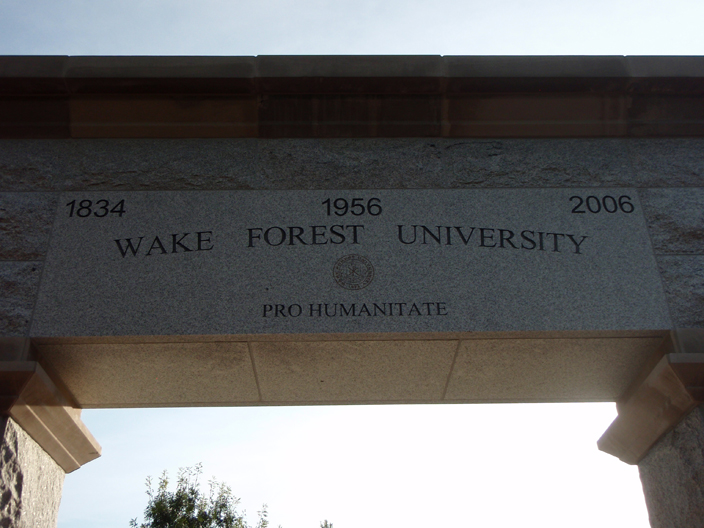 1834 1956 2006
WAKE FOREST UNIVERSITY
PRO HUMANITATE